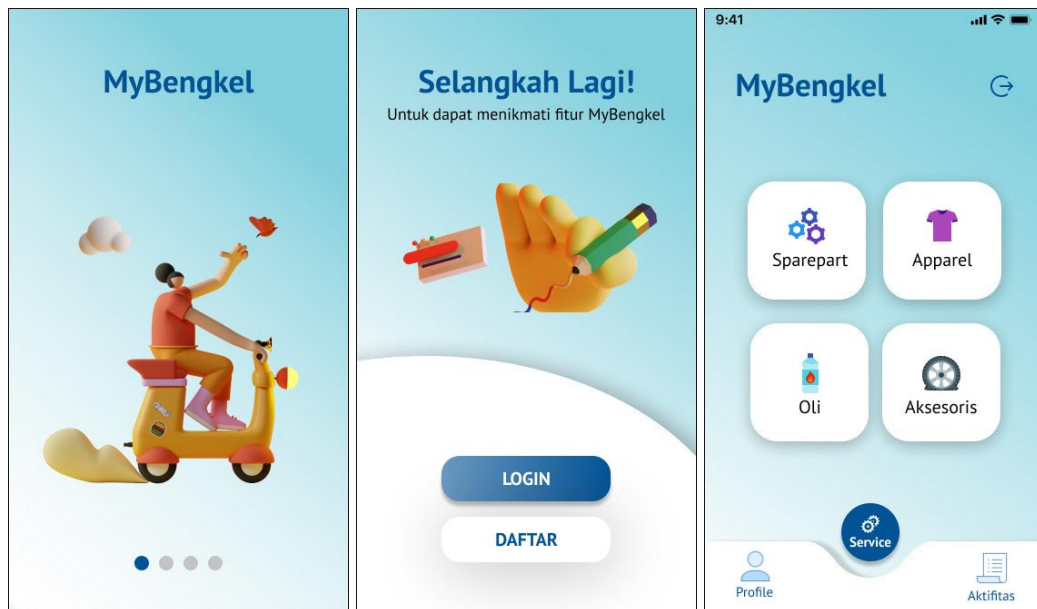 MyBengkel
Selangkah Lagi!
Untuk dapat menikmati fitur MyBengkel
LOGIN
DAFTAR
9:41
MyBengkel
Sparepart
Apparel
Oli
Aksesoris
Service
Profile
Aktifitas